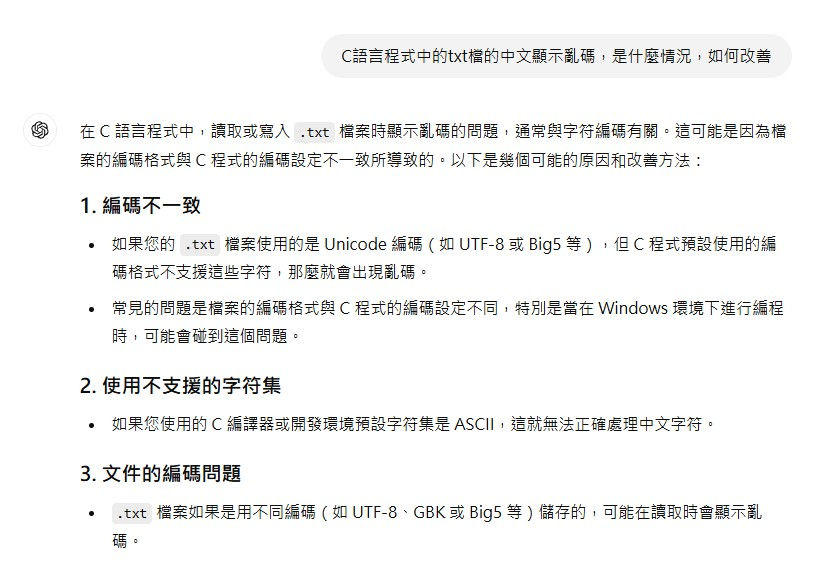 C語言程式中的txt檔的中文顯示亂碼，是什麼情況，如何改善
在 C 語言程式中，讀取或寫入 .txt 檔案時顯示亂碼的問題，通常與字符編碼有關。這可能是因為檔
案的編碼格式與 C 程式的編碼設定不一致所導致的。以下是幾個可能的原因和改善方法：
1. 編碼不一致
• 如果您的 .txt 檔案使用的是 Unicode 編碼（如 UTF-8 或 Big5 等），但 C 程式預設使用的編
碼格式不支援這些字符，那麼就會出現亂碼。
• 常見的問題是檔案的編碼格式與 C 程式的編碼設定不同，特別是當在 Windows 環境下進行編程
時，可能會碰到這個問題。
2. 使用不支援的字符集
• 如果您使用的 C 編譯器或開發環境預設字符集是 ASCII，這就無法正確處理中文字符。
3. 文件的編碼問題
• .txt 檔案如果是用不同編碼（如 UTF-8、GBK 或 Big5 等）儲存的，可能在讀取時會顯示亂
碼。